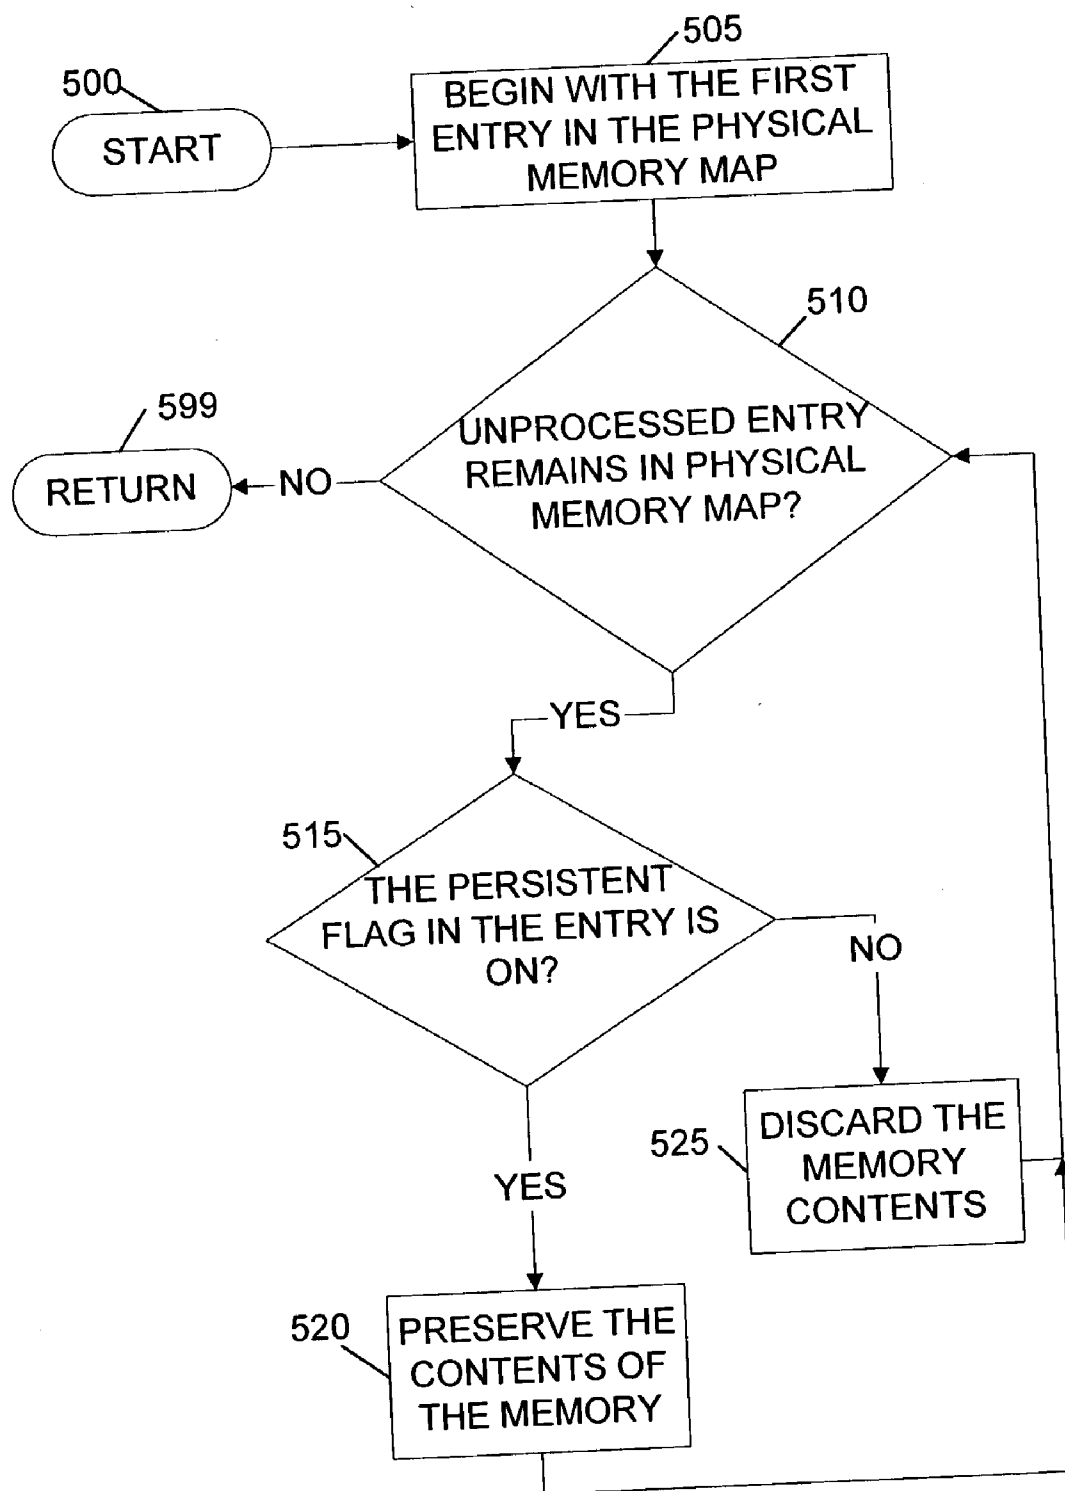 505
500
BEGIN WITH THE FIRST
ENTRY IN THE PHYSICAL
MEMORY MAP
START
510
599
UNPROCESSED ENTRY
REMAINS IN PHYSICAL
MEMORY MAP?
RETURN
NO
YES
515
THE PERSISTENT
FLAG IN THE ENTRY IS
ON?
NO
525
DISCARD THE
MEMORY
CONTENTS
YES
520
PRESERVE THE
CONTENTS OF
THE MEMORY